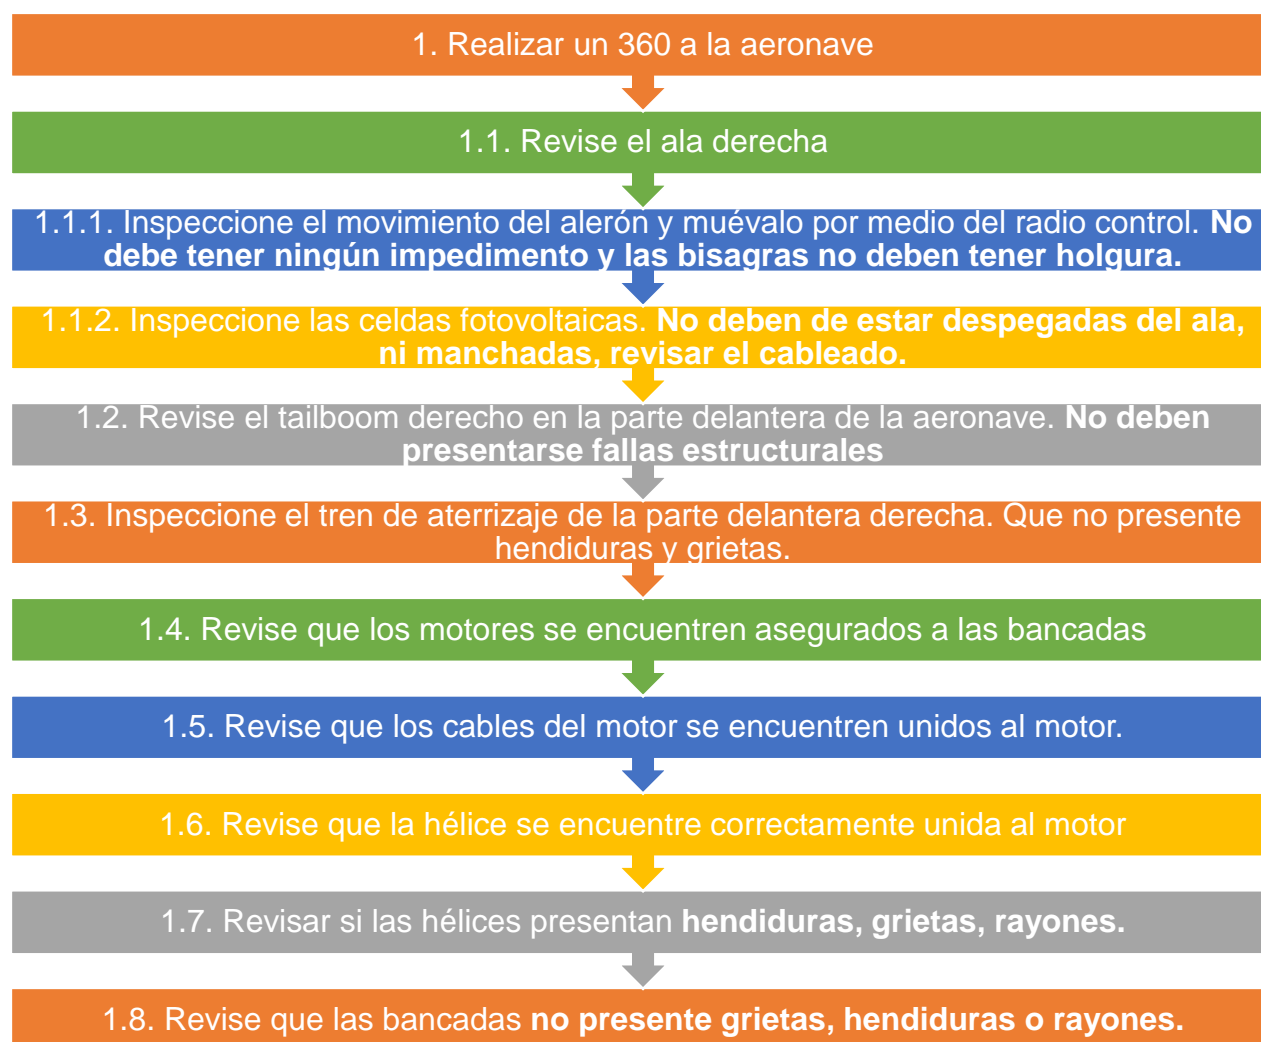 1. Realizar un 360 a la aeronave
1.1. Revise el ala derecha
1.1.1. Inspeccione el movimiento del alerón y muévalo por medio del radio control. No
debe tener ningún impedimento y las bisagras no deben tener holgura.
1.1.2. Inspeccione las celdas fotovoltaicas. No deben de estar despegadas del ala,
ni manchadas, revisar el cableado.
1.2. Revise el tailboom derecho en la parte delantera de la aeronave. No deben
presentarse fallas estructurales
1.3. Inspeccione el tren de aterrizaje de la parte delantera derecha. Que no presente
hendiduras y grietas.
1.4. Revise que los motores se encuentren asegurados a las bancadas
1.5. Revise que los cables del motor se encuentren unidos al motor.
1.6. Revise que la hélice se encuentre correctamente unida al motor
1.7. Revisar si las hélices presentan hendiduras, grietas, rayones.
1.8. Revise que las bancadas no presente grietas, hendiduras o rayones.